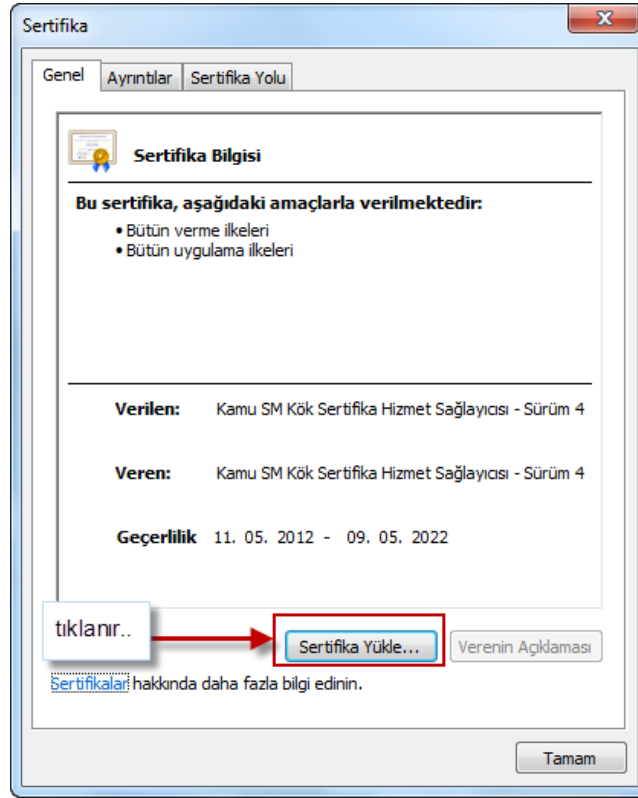 Sertifika
Genel Ayrıntılar Sertifika Yolu
Sertifika Bilgisi
Bu sertifika, aşağıdaki amaçlarla verilmektedir:
• Bütün verme ilkeleri
• Bütün uygulama ilkeleri
Verilen: Kamu SM Kök Sertifika Hizmet Sağlayıcısı - Sürüm 4
Veren: Kamu SM Kök Sertifika Hizmet Sağlayıcısı - Sürüm 4
Geçerlilik 11. 05. 2012 - 09. 05. 2022
tıklanır..
Sertifika Yükle... Verenin Açıklaması
Sertifikalar hakkında daha fazla bilgi edinin.
Tamam